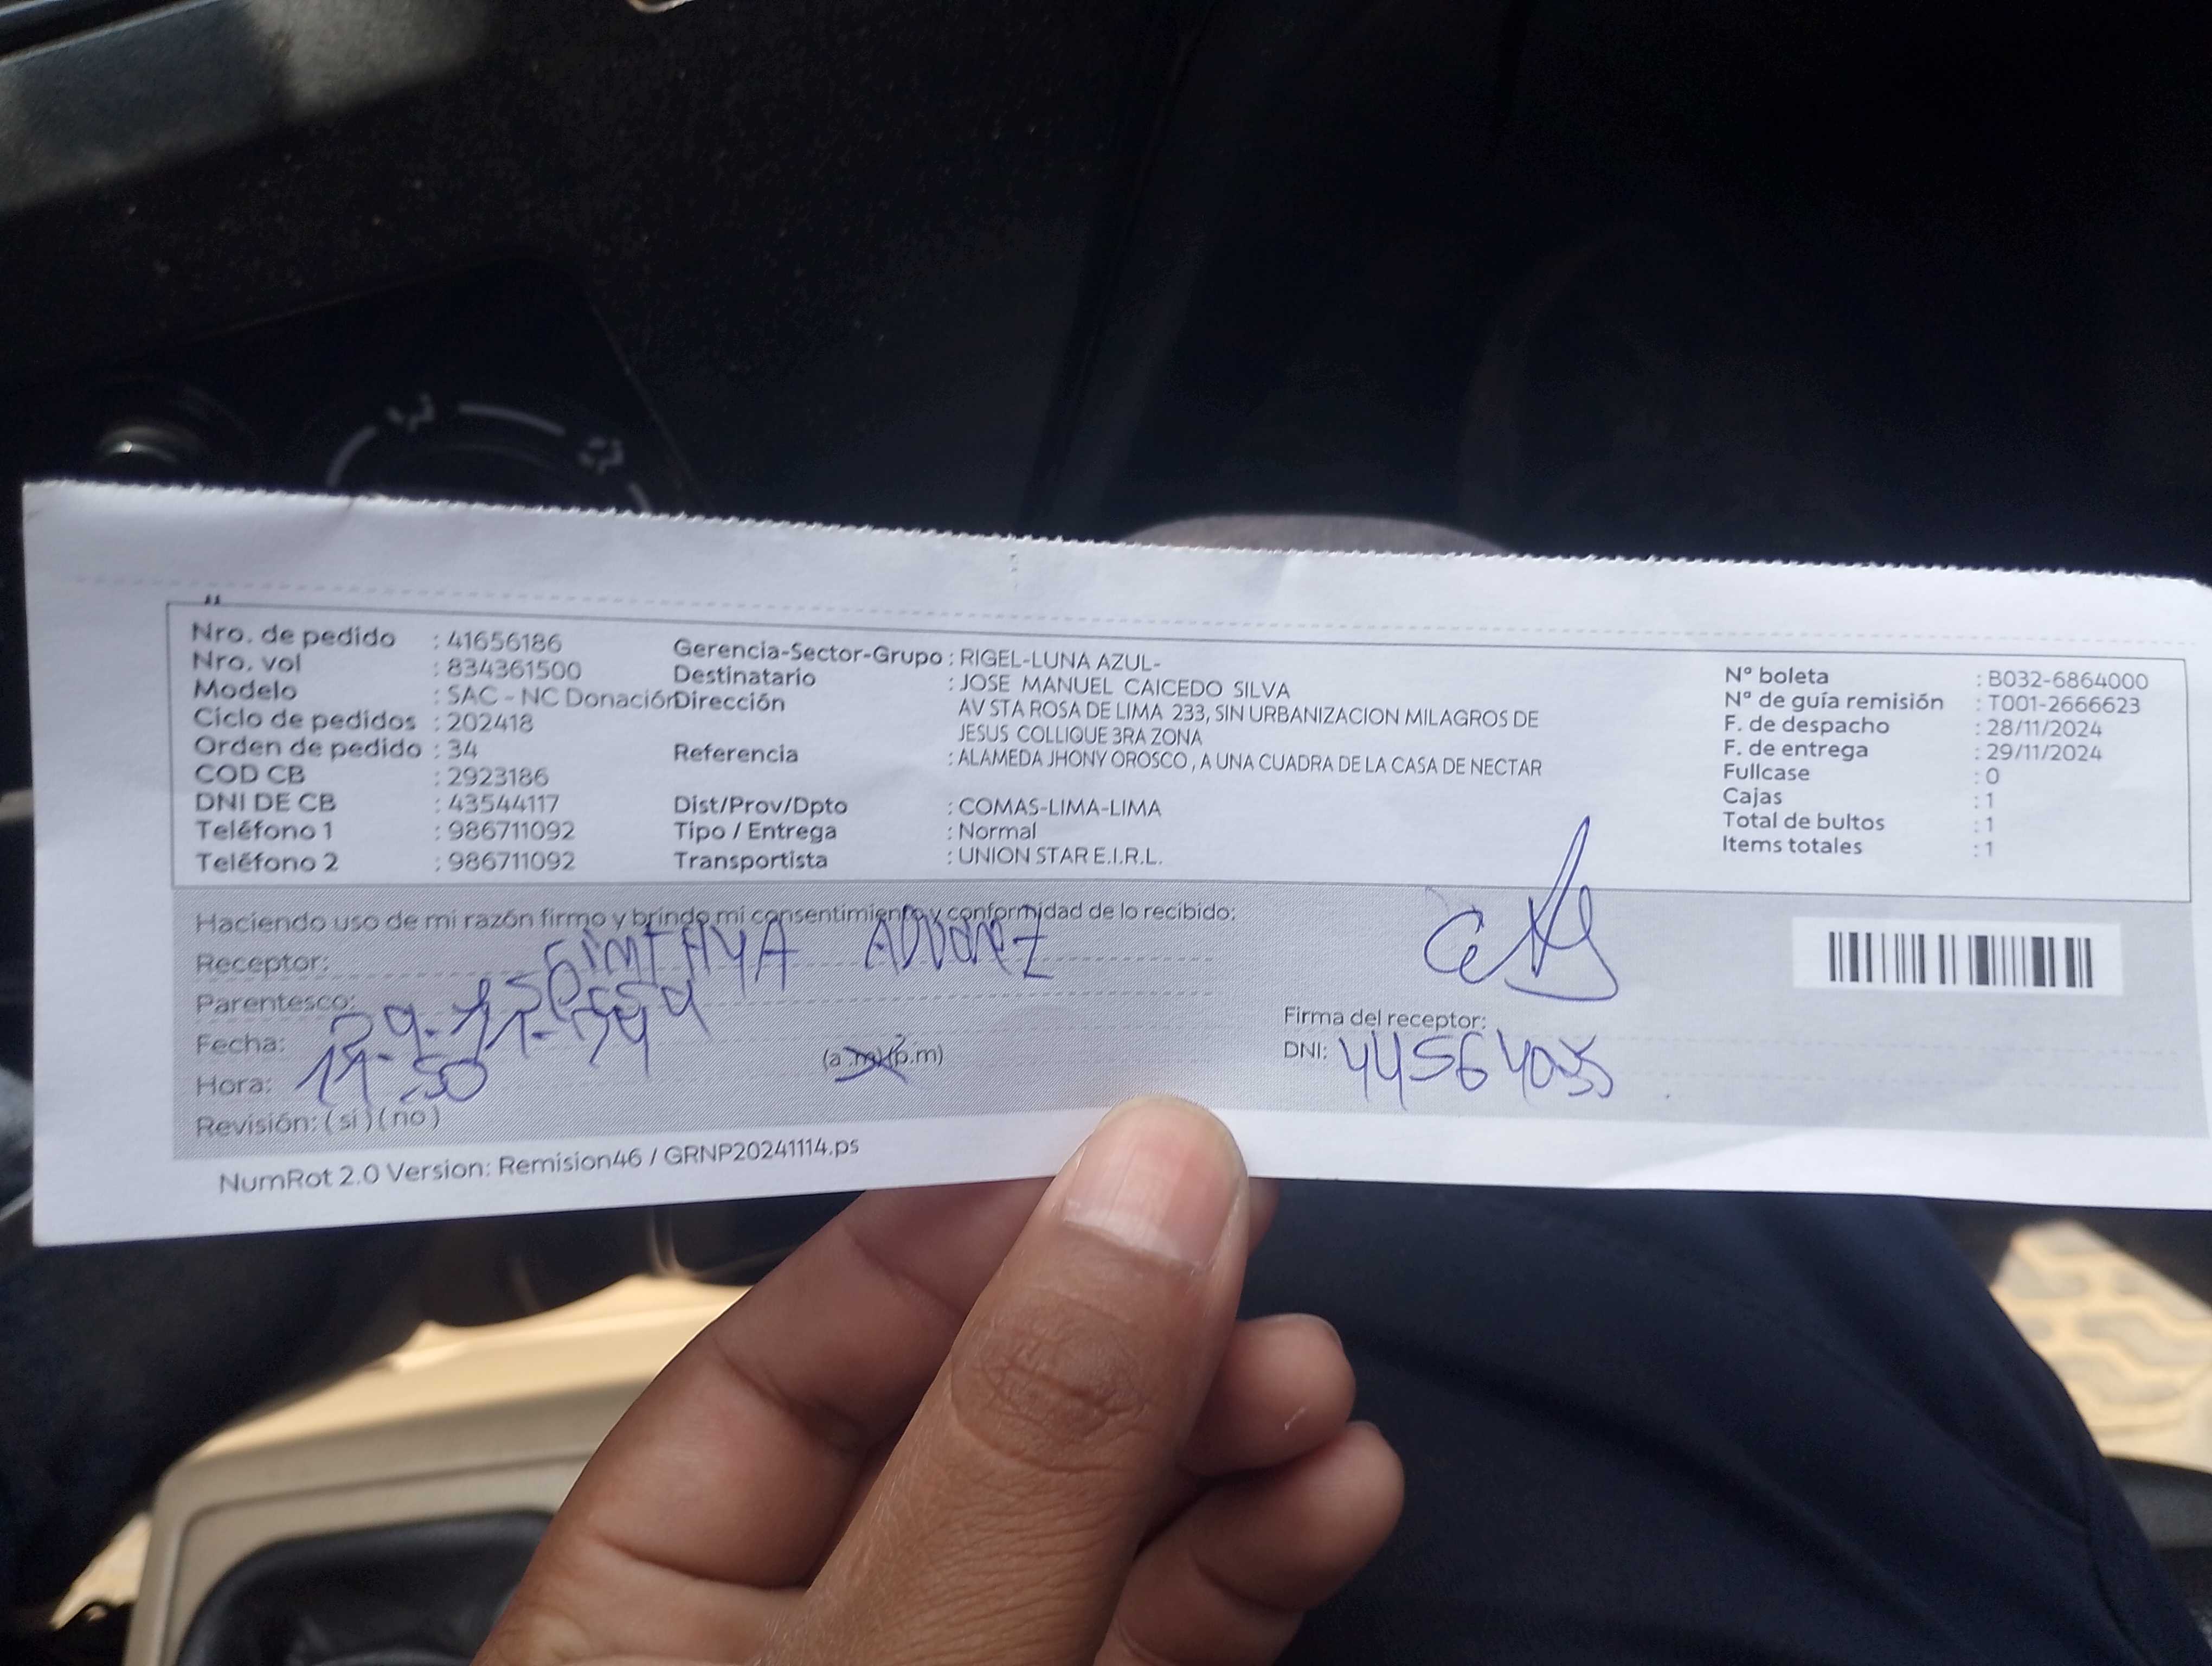 Nro. de pedido : 41656186
Nro. vol : 834361500
Modelo : SAC - NC Donación
Ciclo de pedidos : 202418
Orden de pedido : 34
COD CB : 2923186
DNI DE CB : 43544117
Teléfono 1 : 986711092
Teléfono 2 : 986711092
Gerencia-Sector-Grupo : RIGEL-LUNA AZUL-
Destinatario : JOSE MANUEL CAICEDO SILVA
Dirección AV STA ROSA DE LIMA 233, SIN URBANIZACION MILAGROS DE
JESUS COLLIQUE 3RA ZONA
Referencia : ALAMEDA JHONY OROSCO , A UNA CUADRA DE LA CASA DE NECTAR
Dist/Prov/Dpto : COMAS-LIMA-LIMA
Tipo / Entrega : Normal
Transportista : UNION STAR E.I.R.L.
Nº boleta : B032-6864000
Nº de guía remisión : T001-2666623
F. de despacho : 28/11/2024
F. de entrega : 29/11/2024
Fullcase : 0
Cajas : 1
Total de bultos : 1
Items totales : 1
Haciendo uso de mi razón firmo y brindo mi consentimiento y conformidad de lo recibido:
Receptor:
Parentesco:
Fecha: 29-11-
Hora: 50
(a.m)(p.m)
Revisión: ( si ) ( no )
Firma del receptor:
DNI:
NumRot 2.0 Version: Remision46 / GRNP20241114.ps